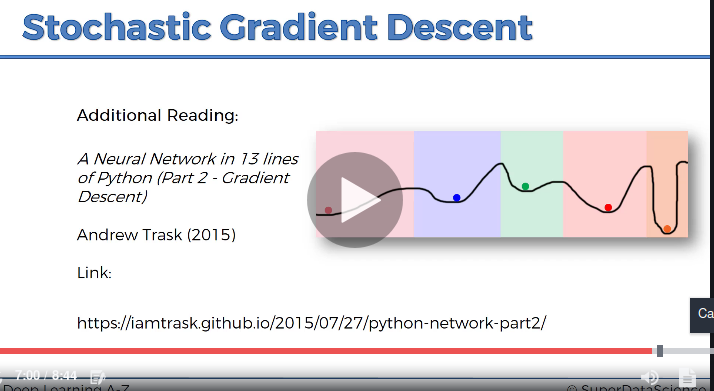 Stochastic Gradient Descent
Additional Reading:
A Neural Network in 13 lines
of Python (Part 2 - Gradient
Descent)
Andrew Trask (2015)
Link:
https://iamtrask.github.io/2015/07/27/python-network-part2/
Ca
7:00 / 8:44
Deep Learning A-Z
© SuperDataScience